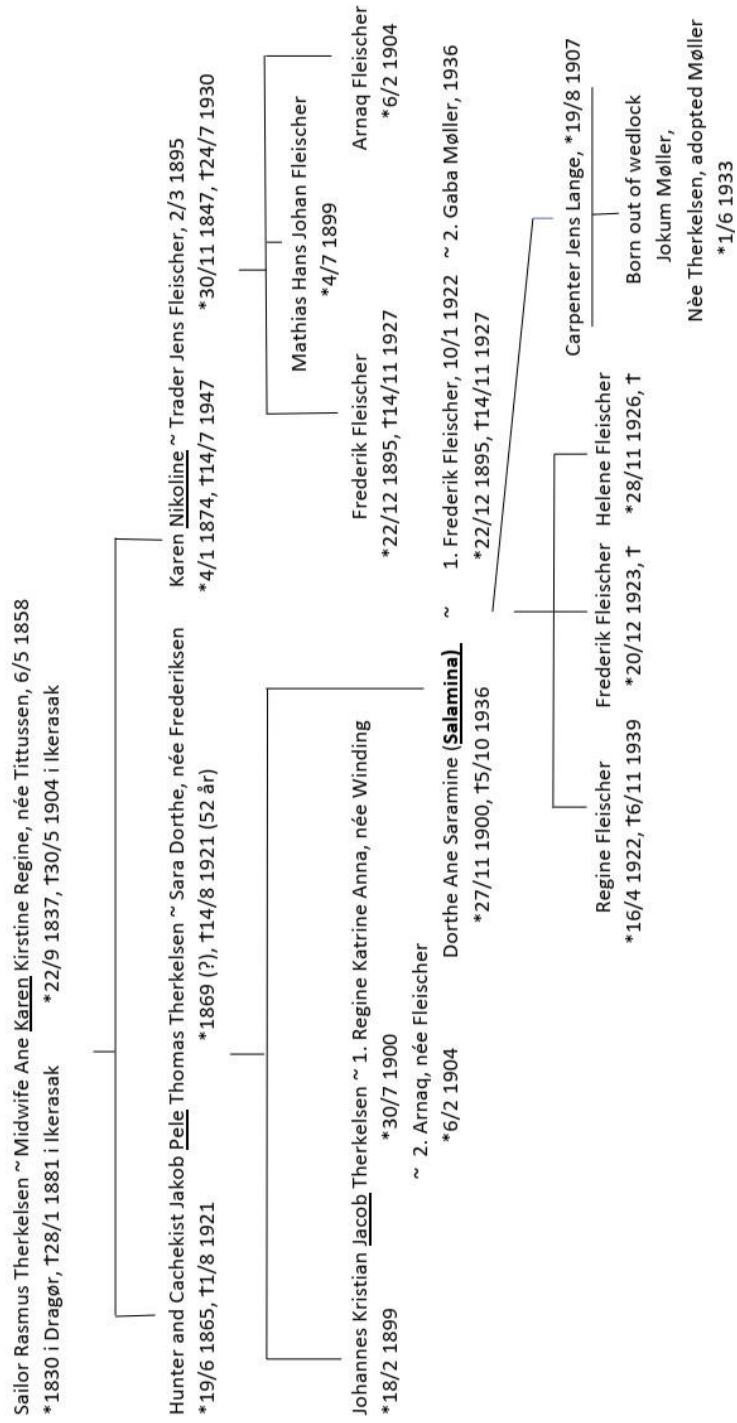 Sailor Rasmus Therkelsen ~ Midwife Ane Karen Kirstine Regine, née Tittussen, 6/5 1858
*1830 i Dragør, †28/1 1881 i Ikerasak *22/9 1837, †30/5 1904 i Ikerasak
Hunter and Cachekist Jakob Pele Thomas Therkelsen ~ Sara Dorthe, née Frederiksen
*19/6 1865, †1/8 1921 *1869 (?), †14/8 1921 (52 år)
Karen Nikoline ~ Trader Jens Fleischer, 2/3 1895
*4/1 1874, †14/7 1947 *30/11 1847, †24/7 1930
Mathias Hans Johan Fleischer
*4/7 1899
Johannes Kristian Jacob Therkelsen ~ 1. Regine Katrine Anna, née Winding
*18/2 1899 *30/7 1900
~ 2. Arnaq, née Fleischer
*6/2 1904
Frederik Fleischer
*22/12 1895, †14/11 1927
Arnaq Fleischer
*6/2 1904
Dorthe Ane Saramine (Salamina) ~ 1. Frederik Fleischer, 10/1 1922 ~ 2. Gaba Møller, 1936
*27/11 1900, †5/10 1936 *22/12 1895, †14/11 1927
Carpenter Jens Lange, *19/8 1907
Regine Fleischer
*16/4 1922, †6/11 1939
Frederik Fleischer
*20/12 1923, †
Helene Fleischer
*28/11 1926, †
Born out of wedlock
Jokum Møller,
Nèe Therkelsen, adopted Møller
*1/6 1933